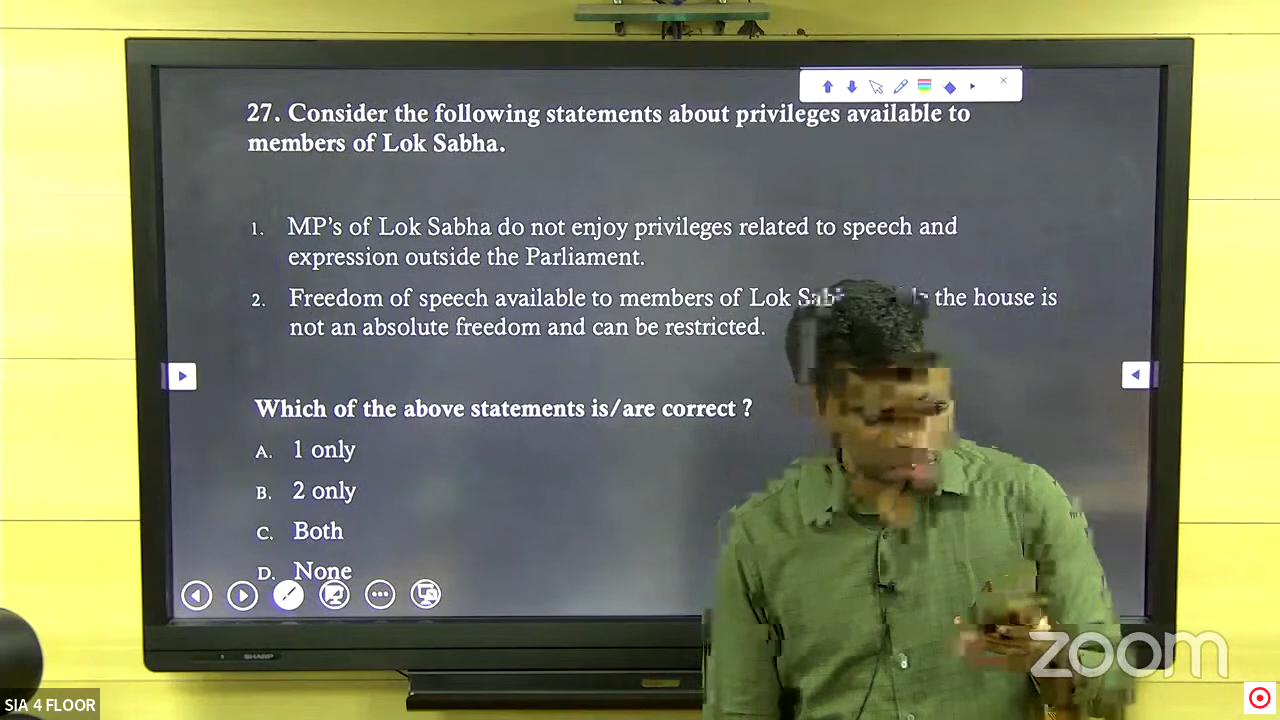 27. Consider the following statements about privileges available to
members of Lok Sabha.
1. MP's of Lok Sabha do not enjoy privileges related to speech and
expression outside the Parliament.
2. Freedom of speech available to members of Lok the house is
not an absolute freedom and can be restricted.
Which of the above statements is/are correct ?
A. 1 only
B. 2 only
C. Both
D. None
SHARP
zoom
SIA 4 FLOOR